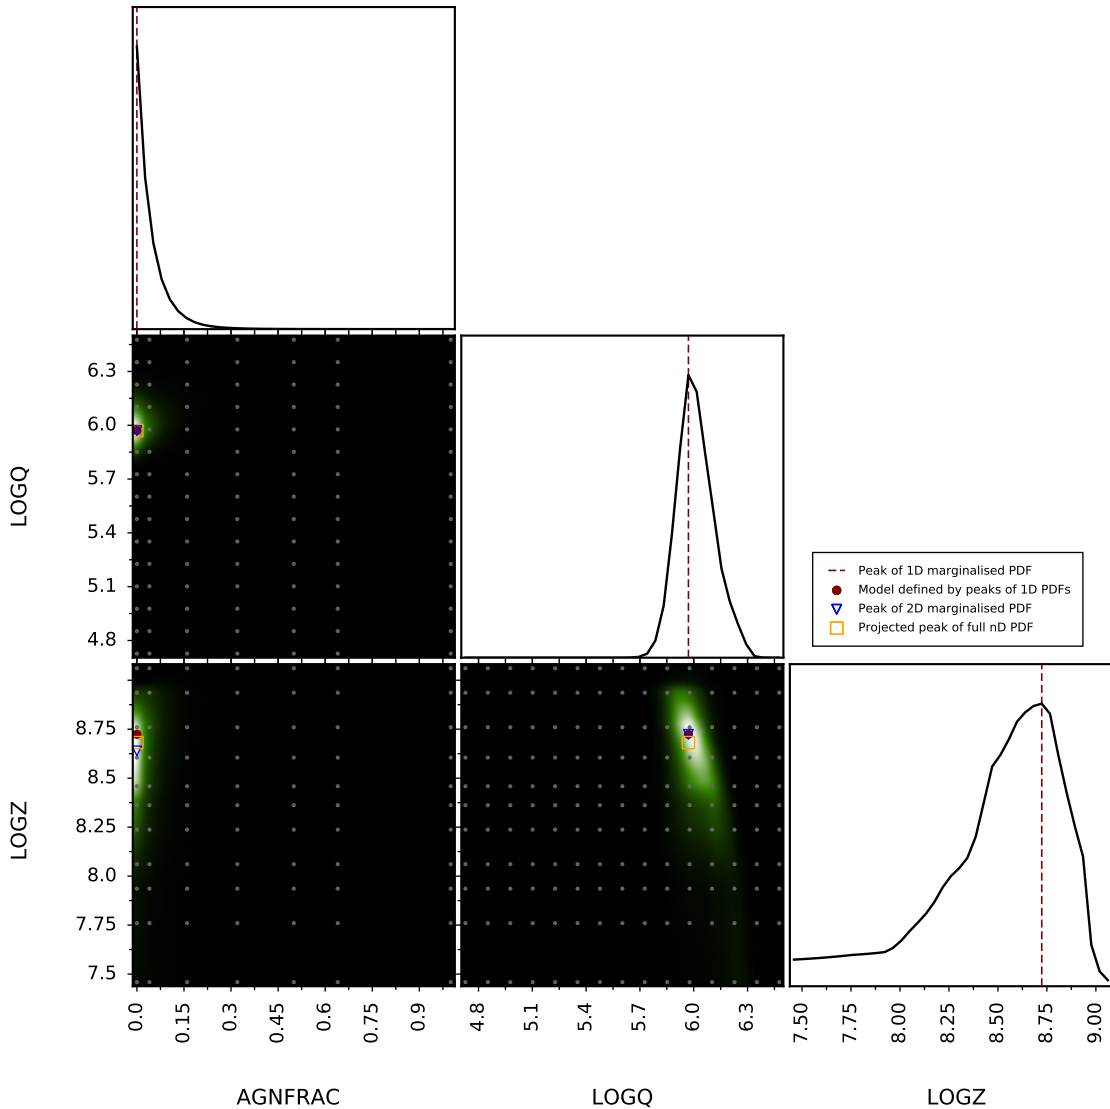 6.3
6.0
5.7
5.4
5.1
4.8
LOGQ
Peak of 1D marginalised PDF
Model defined by peaks of 1D PDFs
Peak of 2D marginalised PDF
Projected peak of full nD PDF
8.75
8.5
8.25
8.0
7.75
7.5
LOGZ
0.0 0.15 0.3 0.45 0.6 0.75 0.9
4.8 5.1 5.4 5.7 6.0 6.3
7.50 7.75 8.00 8.25 8.50 8.75 9.00
AGNFRAC LOGQ LOGZ